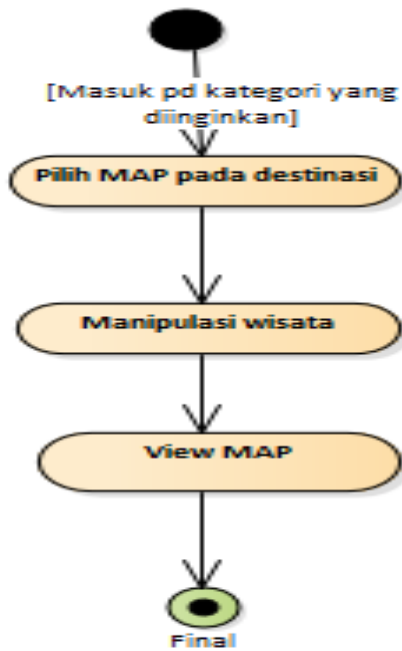 [Masuk pd kategori yang
diinginkan]
Pilih MAP pada destinasi
Manipulasi wisata
View MAP
Final